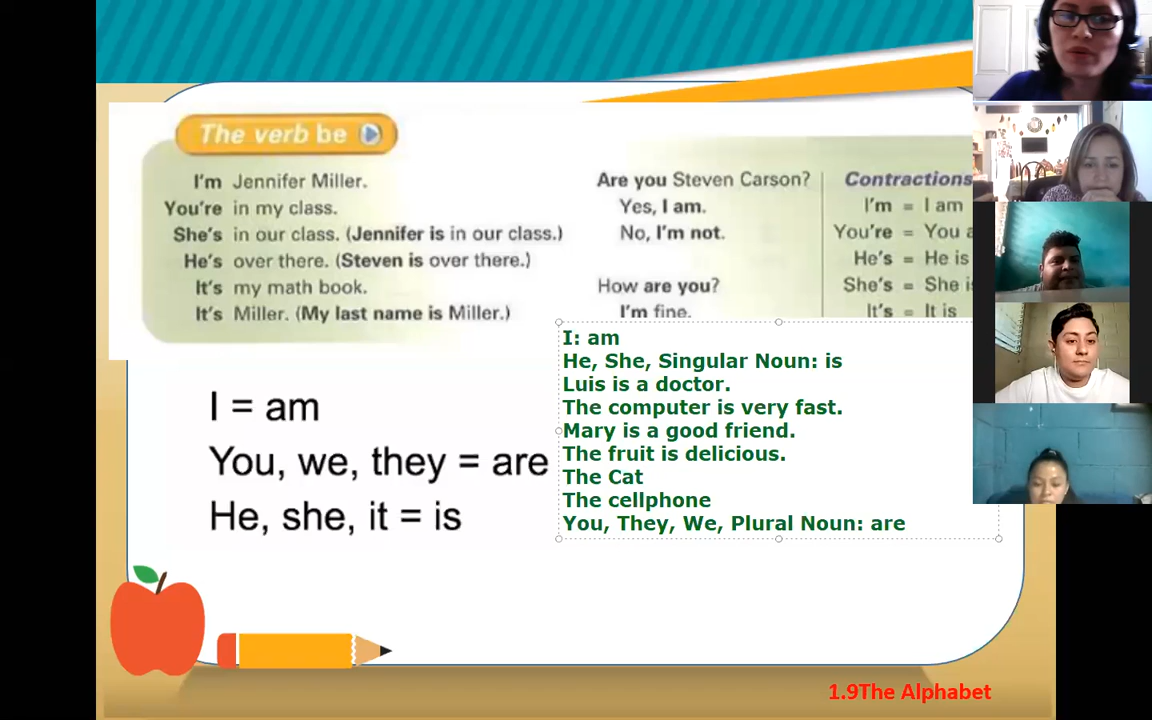 The verb be
I'm Jennifer Miller.
You're in my class.
She's in our class. (Jennifer is in our class.)
He's over there. (Steven is over there.)
It's my math book.
It's Miller. (My last name is Miller.)
Are you Steven Carson?
Yes, I am.
No, I'm not.
How are you?
I'm fine.
Contractions
I'm = I am
You're = You a
He's = He is
She's = She i
It's = It is
I = am
You, we, they = are
He, she, it = is
I: am
He, She, Singular Noun: is
Luis is a doctor.
The computer is very fast.
Mary is a good friend.
The fruit is delicious.
The Cat
The cellphone
You, They, We, Plural Noun: are
1.9The Alphabet